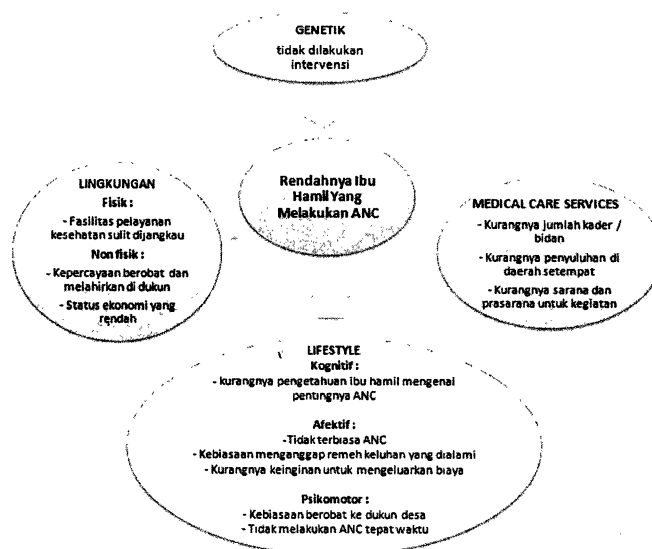 GENETIK
tidak dilakukan
intervensi
Rendahnya Ibu
Hamil Yang
Melakukan ANC
LINGKUNGAN
Fisik :
- Fasilitas pelayanan
kesehatan sulit dijangkau
Non fisik :
- Kepercayaan berobat dan
melahirkan di dukun
- Status ekonomi yang
rendah
MEDICAL CARE SERVICES
- Kurangnya jumlah kader /
bidan
- Kurangnya penyuluhan di
daerah setempat
- Kurangnya sarana dan
prasarana untuk kegiatan
LIFESTYLE
Kognitif :
- kurangnya pengetahuan ibu hamil mengenai
pentingnya ANC
Afektif :
-Tidak terbiasa ANC
- Kebiasaan menganggap remeh keluhan yang dialami
- Kurangnya keinginan untuk mengeluarkan biaya
Psikomotor :
- Kebiasaan berobat ke dukun desa
- Tidak melakukan ANC tepat waktu